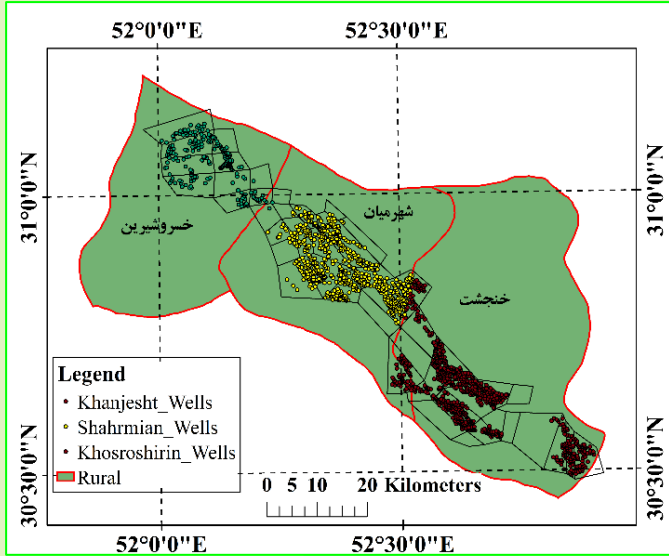 52°0'0"E 52°30'0"E
31°0'0"N 31°0'0"N
شهرمیان
خسروشیرین
خنجشت
Legend
Khanjesht_Wells
Shahrmian_Wells
Khosroshirin_Wells
Rural
0 5 10 20 Kilometers
30°30'0"N 30°30'0"N
52°0'0"E 52°30'0"E